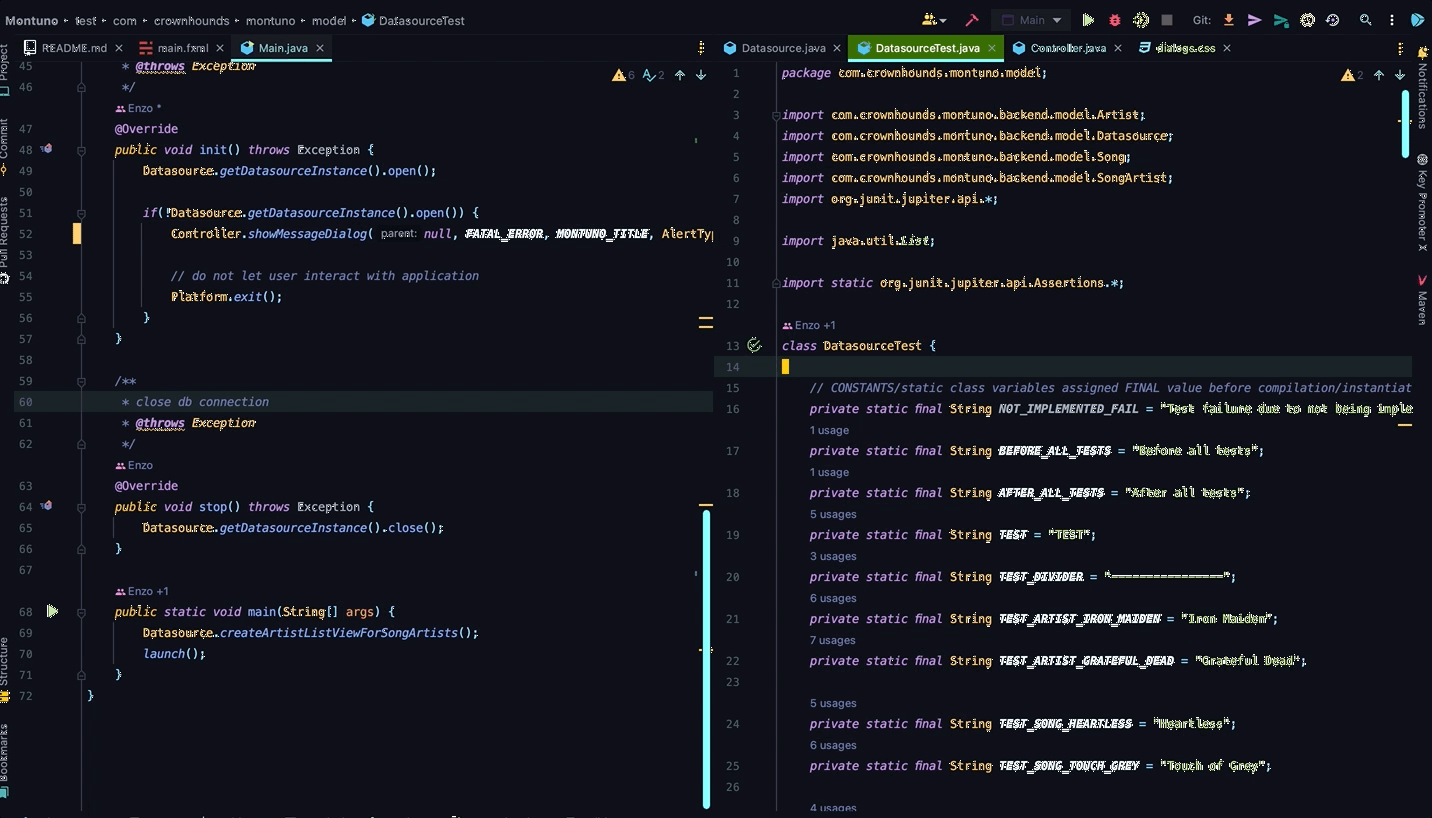 Montuno test com crownhounds montuno model DatasourceTest
Main
Git:
README.md main.fxml Main.java
Datasource.java DatasourceTest.java Controller.java dialogs.css
Project
Commit
Pull Requests
Structure
Bookmarks
6 2
45 * @throws Exception
46 */
Enzo *
47 @Override
48 public void init() throws Exception {
49 Datasource.getDatasourceInstance().open();
50
51 if(!Datasource.getDatasourceInstance().open()) {
52 Controller.showMessageDialog( parent: null, FATAL_ERROR, MONTUNO_TITLE, AlertTyp
53
54 // do not let user interact with application
55 Platform.exit();
56 }
57 }
58
59 /**
60 * close db connection
61 * @throws Exception
62 */
Enzo
63 @Override
64 public void stop() throws Exception {
65 Datasource.getDatasourceInstance().close();
66 }
67
Enzo +1
68 public static void main(String[] args) {
69 Datasource.createArtistListViewForSongArtists();
70 launch();
71 }
72 }
2
1 package com.crownhounds.montuno.model;
2
3 import com.crownhounds.montuno.backend.model.Artist;
4 import com.crownhounds.montuno.backend.model.Datasource;
5 import com.crownhounds.montuno.backend.model.Song;
6 import com.crownhounds.montuno.backend.model.SongArtist;
7 import org.junit.jupiter.api.*;
8
9 import java.util.List;
10
11 import static org.junit.jupiter.api.Assertions.*;
12
Enzo +1
13 class DatasourceTest {
14
15 // CONSTANTS/static class variables assigned FINAL value before compilation/instantiat
16 private static final String NOT_IMPLEMENTED_FAIL = "Test failure due to not being imple
1 usage
17 private static final String BEFORE_ALL_TESTS = "Before all tests";
1 usage
18 private static final String AFTER_ALL_TESTS = "After all tests";
5 usages
19 private static final String TEST = "TEST";
3 usages
20 private static final String TEST_DIVIDER = "================";
6 usages
21 private static final String TEST_ARTIST_IRON_MAIDEN = "Iron Maiden";
7 usages
22 private static final String TEST_ARTIST_GRATEFUL_DEAD = "Grateful Dead";
23
5 usages
24 private static final String TEST_SONG_HEARTLESS = "Heartless";
6 usages
25 private static final String TEST_SONG_TOUCH_GREY = "Touch of Grey";
26
4 usages
Notifications
Key Promoter X
Maven